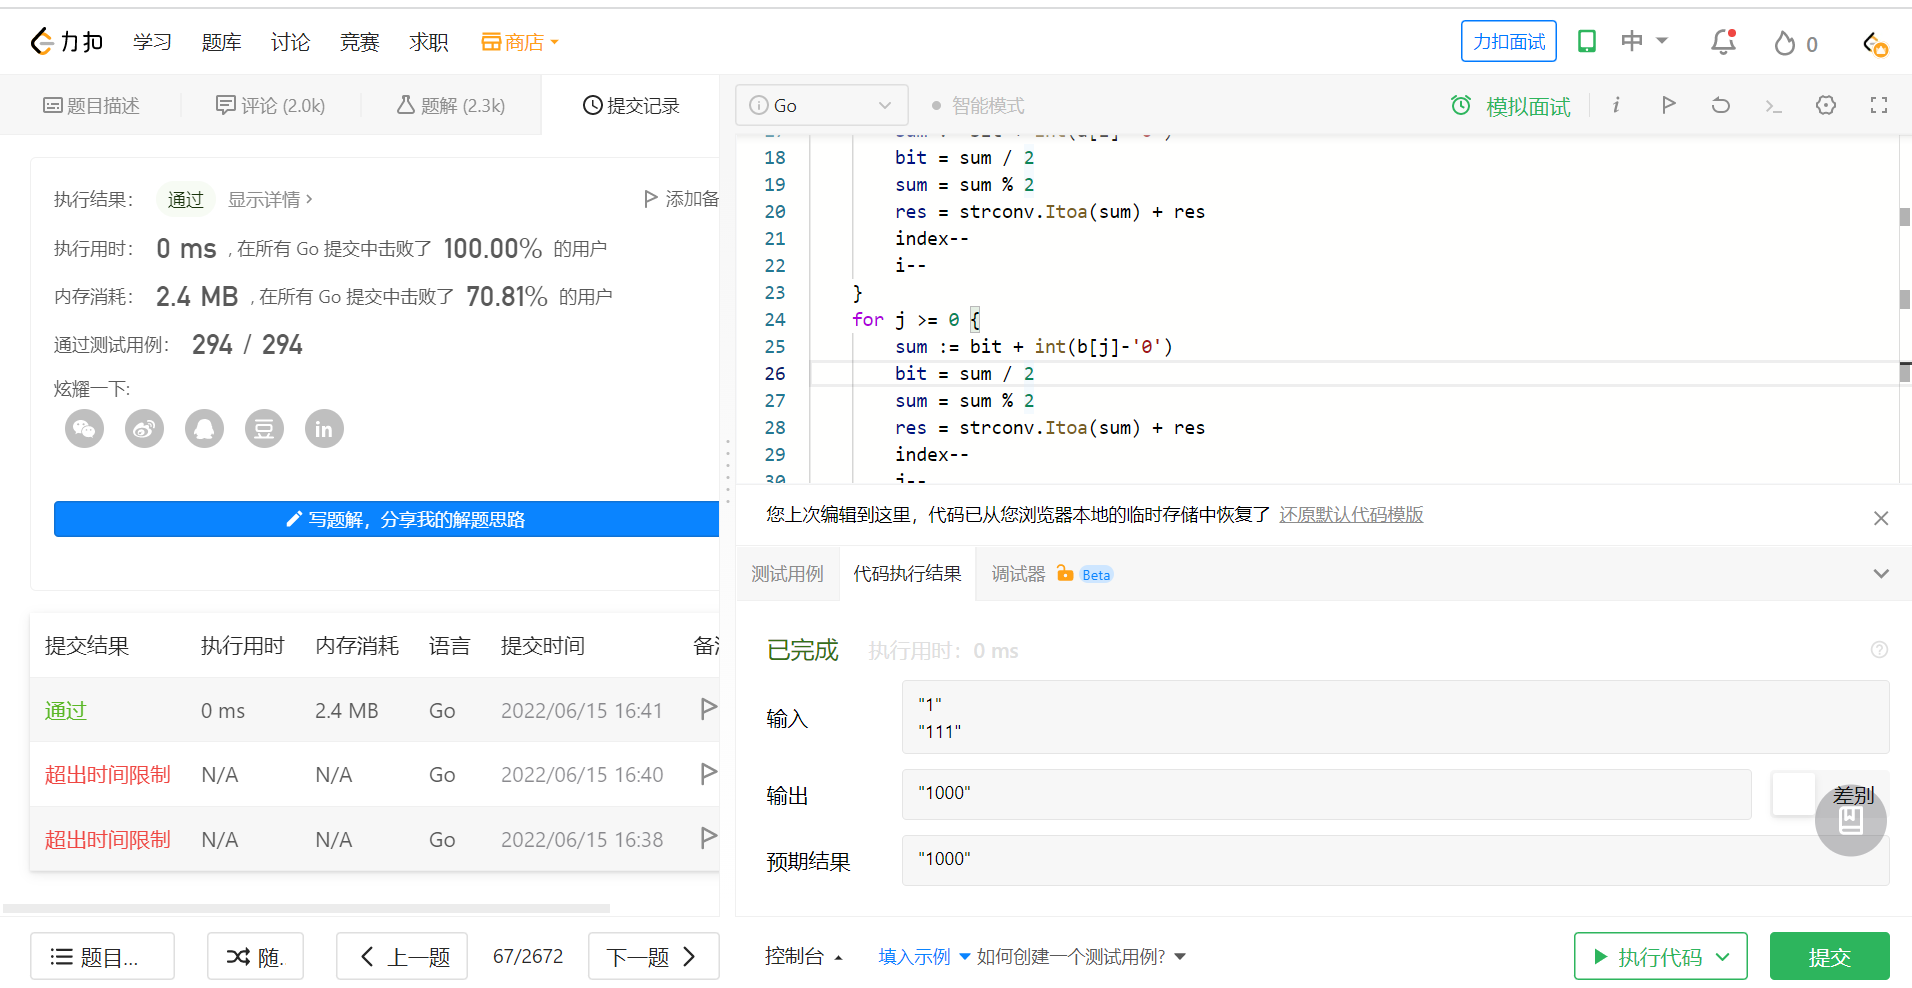 力扣 学习 题库 讨论 竞赛 求职 商店 力扣面试 中 0
题目描述 评论 (2.0k) 题解 (2.3k) 提交记录
执行结果： 通过 显示详情 › 添加备
执行用时： 0 ms , 在所有 Go 提交中击败了 100.00% 的用户
内存消耗： 2.4 MB , 在所有 Go 提交中击败了 70.81% 的用户
通过测试用例： 294 / 294
炫耀一下:
豆 in
写题解，分享我的解题思路
提交结果 执行用时 内存消耗 语言 提交时间
通过 0 ms 2.4 MB Go 2022/06/15 16:41
超出时间限制 N/A N/A Go 2022/06/15 16:40
超出时间限制 N/A N/A Go 2022/06/15 16:38
题目... 随. 上一题 67/2672 下一题
Go 智能模式 模拟面试 i
18 bit = sum / 2
19 sum = sum % 2
20 res = strconv.Itoa(sum) + res
21 index--
22 i--
23 }
24 for j >= 0 {
25 sum := bit + int(b[j]-'0')
26 bit = sum / 2
27 sum = sum % 2
28 res = strconv.Itoa(sum) + res
29 index--
30 j--
您上次编辑到这里，代码已从您浏览器本地的临时存储中恢复了 还原默认代码模版
测试用例 代码执行结果 调试器 Beta
已完成 执行用时：0 ms
输入 "1"
"111"
输出 "1000" 差别
预期结果 "1000"
控制台 填入示例 如何创建一个测试用例? 执行代码 提交